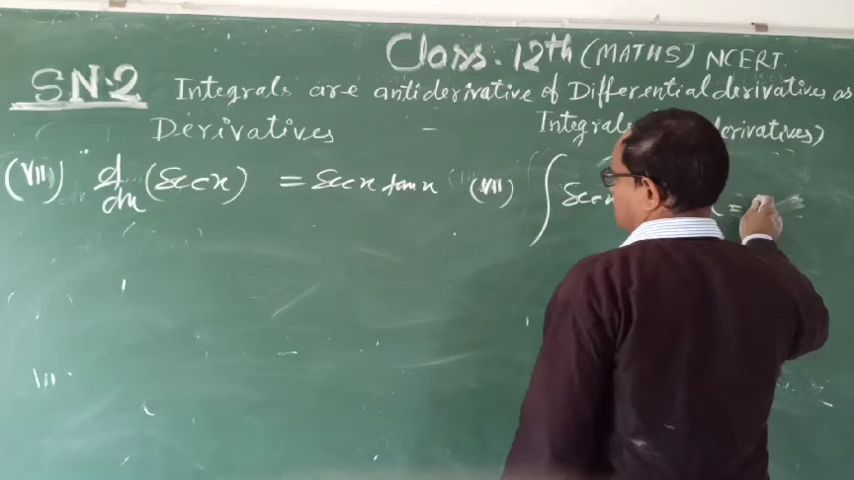 Class. 12th (MATHS) NCERT.
SN.2 Integrals are antiderivative of Differential derivatives as
Derivatives - Integrals
(VII) d/dx (Secx) = Secx tanx (VII) ∫ Sec =